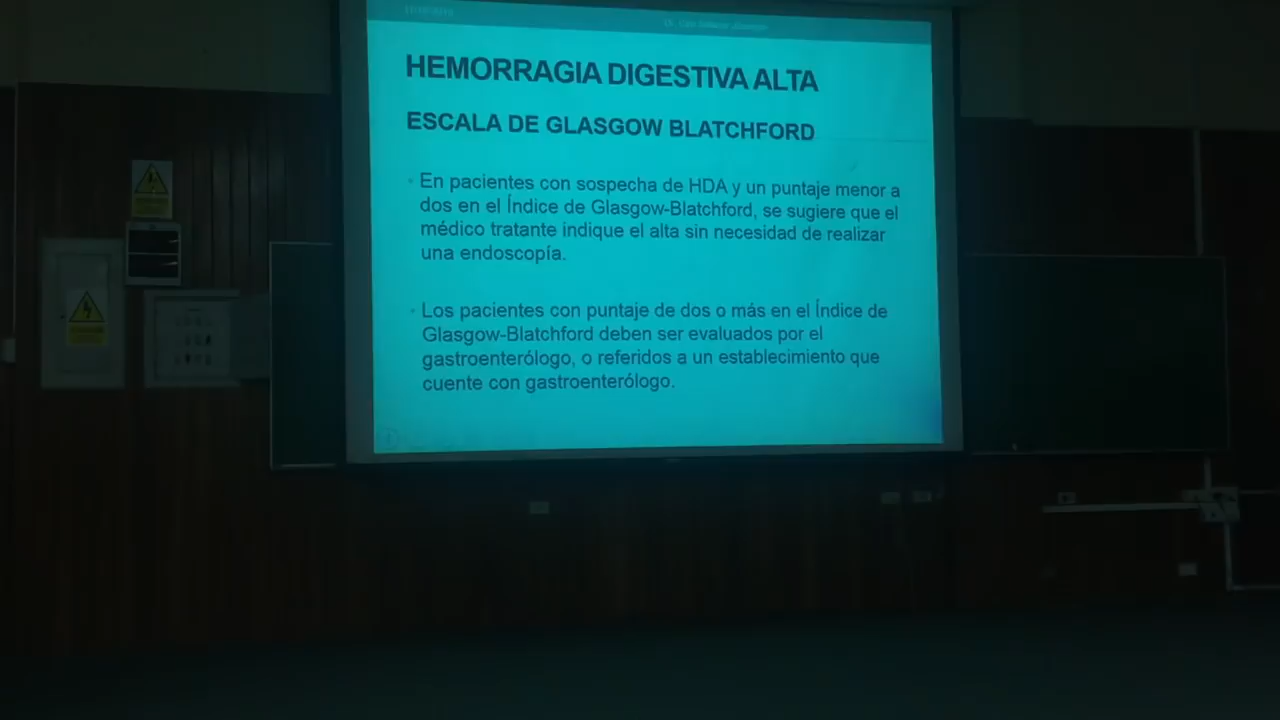 HEMORRAGIA DIGESTIVA ALTA
ESCALA DE GLASGOW BLATCHFORD
En pacientes con sospecha de HDA y un puntaje menor a
dos en el Índice de Glasgow-Blatchford, se sugiere que el
médico tratante indique el alta sin necesidad de realizar
una endoscopía.
Los pacientes con puntaje de dos o más en el Índice de
Glasgow-Blatchford deben ser evaluados por el
gastroenterólogo, o referidos a un establecimiento que
cuente con gastroenterólogo.